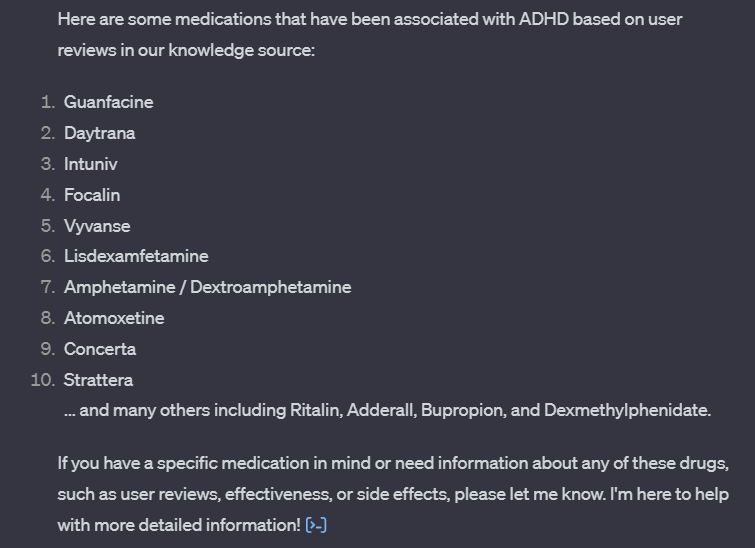 Here are some medications that have been associated with ADHD based on user
reviews in our knowledge source:
1. Guanfacine
2. Daytrana
3. Intuniv
4. Focalin
5. Vyvanse
6. Lisdexamfetamine
7. Amphetamine / Dextroamphetamine
8. Atomoxetine
9. Concerta
10. Strattera
... and many others including Ritalin, Adderall, Bupropion, and Dexmethylphenidate.
If you have a specific medication in mind or need information about any of these drugs,
such as user reviews, effectiveness, or side effects, please let me know. I'm here to help
with more detailed information! [>_]